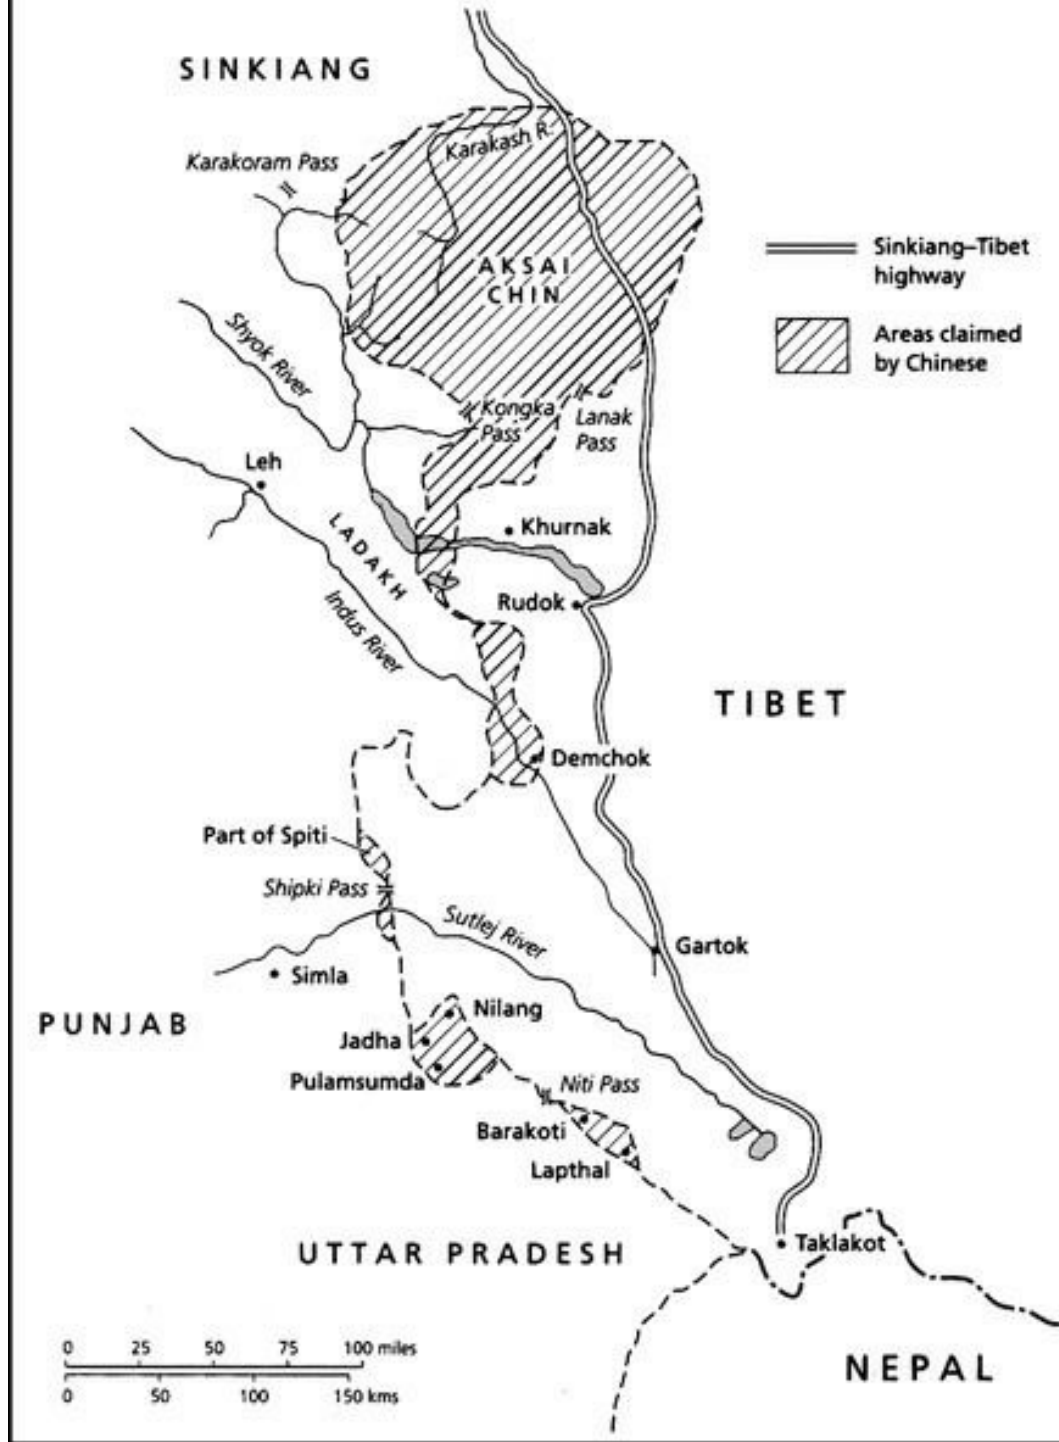 SINKIANG
Karakoram Pass
Karakash R.
AKSAI
CHIN
Sinkiang–Tibet
highway
Areas claimed
by Chinese
Shyok River
Kongka
Pass
Lanak
Pass
Leh
LADAKH
Khurnak
Indus River
Rudok
TIBET
Demchok
Part of Spiti
Shipki Pass
Sutlej River
Gartok
Simla
PUNJAB
Nilang
Jadha
Pulamsumda
Niti Pass
Barakoti
Lapthal
Taklakot
UTTAR PRADESH
NEPAL
0 25 50 75 100 miles
0 50 100 150 kms